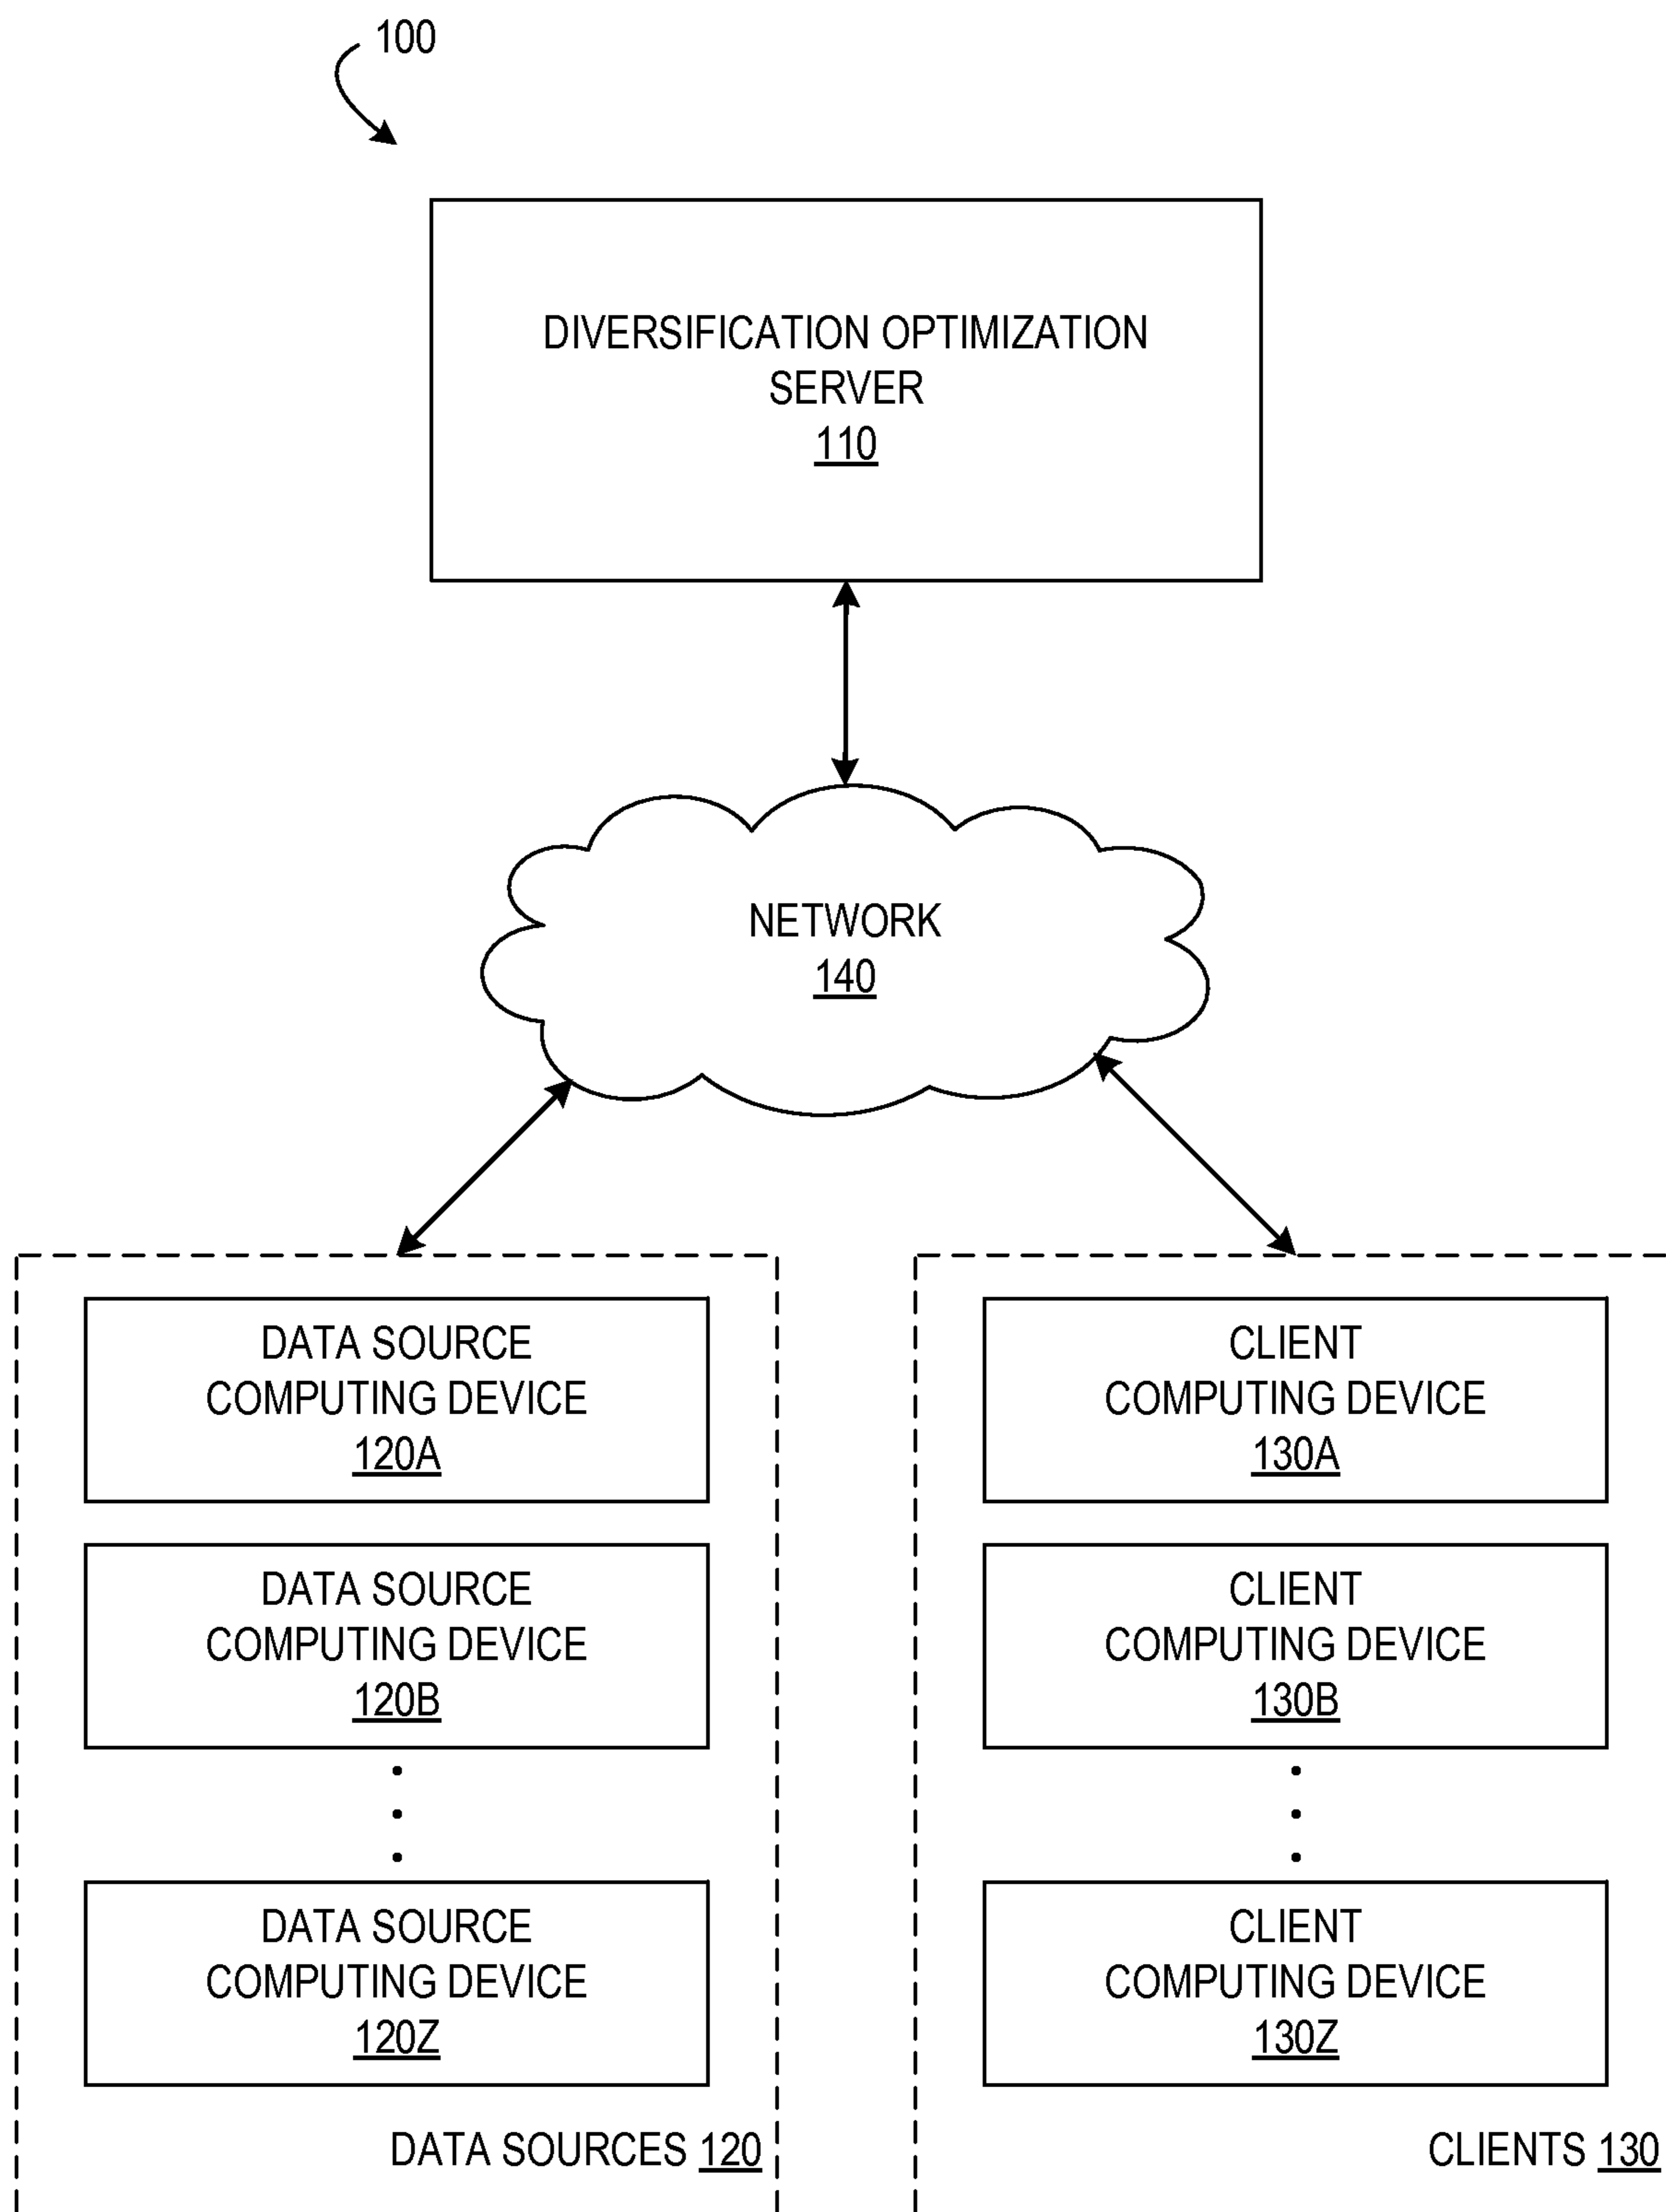 100
DIVERSIFICATION OPTIMIZATION
SERVER
110
NETWORK
140
DATA SOURCE
COMPUTING DEVICE
120A
DATA SOURCE
COMPUTING DEVICE
120B
DATA SOURCE
COMPUTING DEVICE
120Z
DATA SOURCES 120
CLIENT
COMPUTING DEVICE
130A
CLIENT
COMPUTING DEVICE
130B
CLIENT
COMPUTING DEVICE
130Z
CLIENTS 130